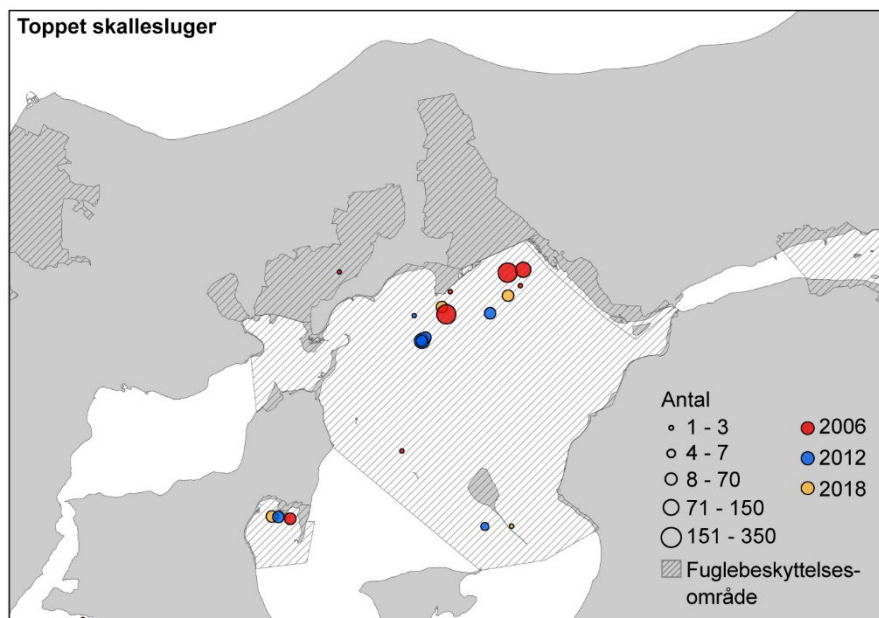 Toppet skallesluger
Antal
1 - 3
4 - 7
8 - 70
71 - 150
151 - 350
2006
2012
2018
Fuglebeskyttelses-
område